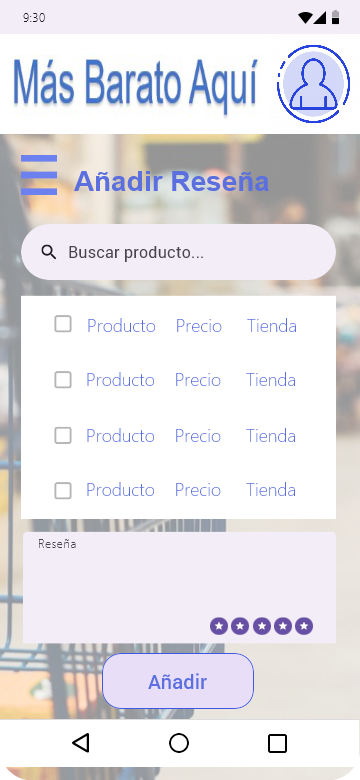 9:30
Más Barato Aquí
Añadir Reseña
Buscar producto...
Producto Precio Tienda
Producto Precio Tienda
Producto Precio Tienda
Producto Precio Tienda
Reseña
Añadir